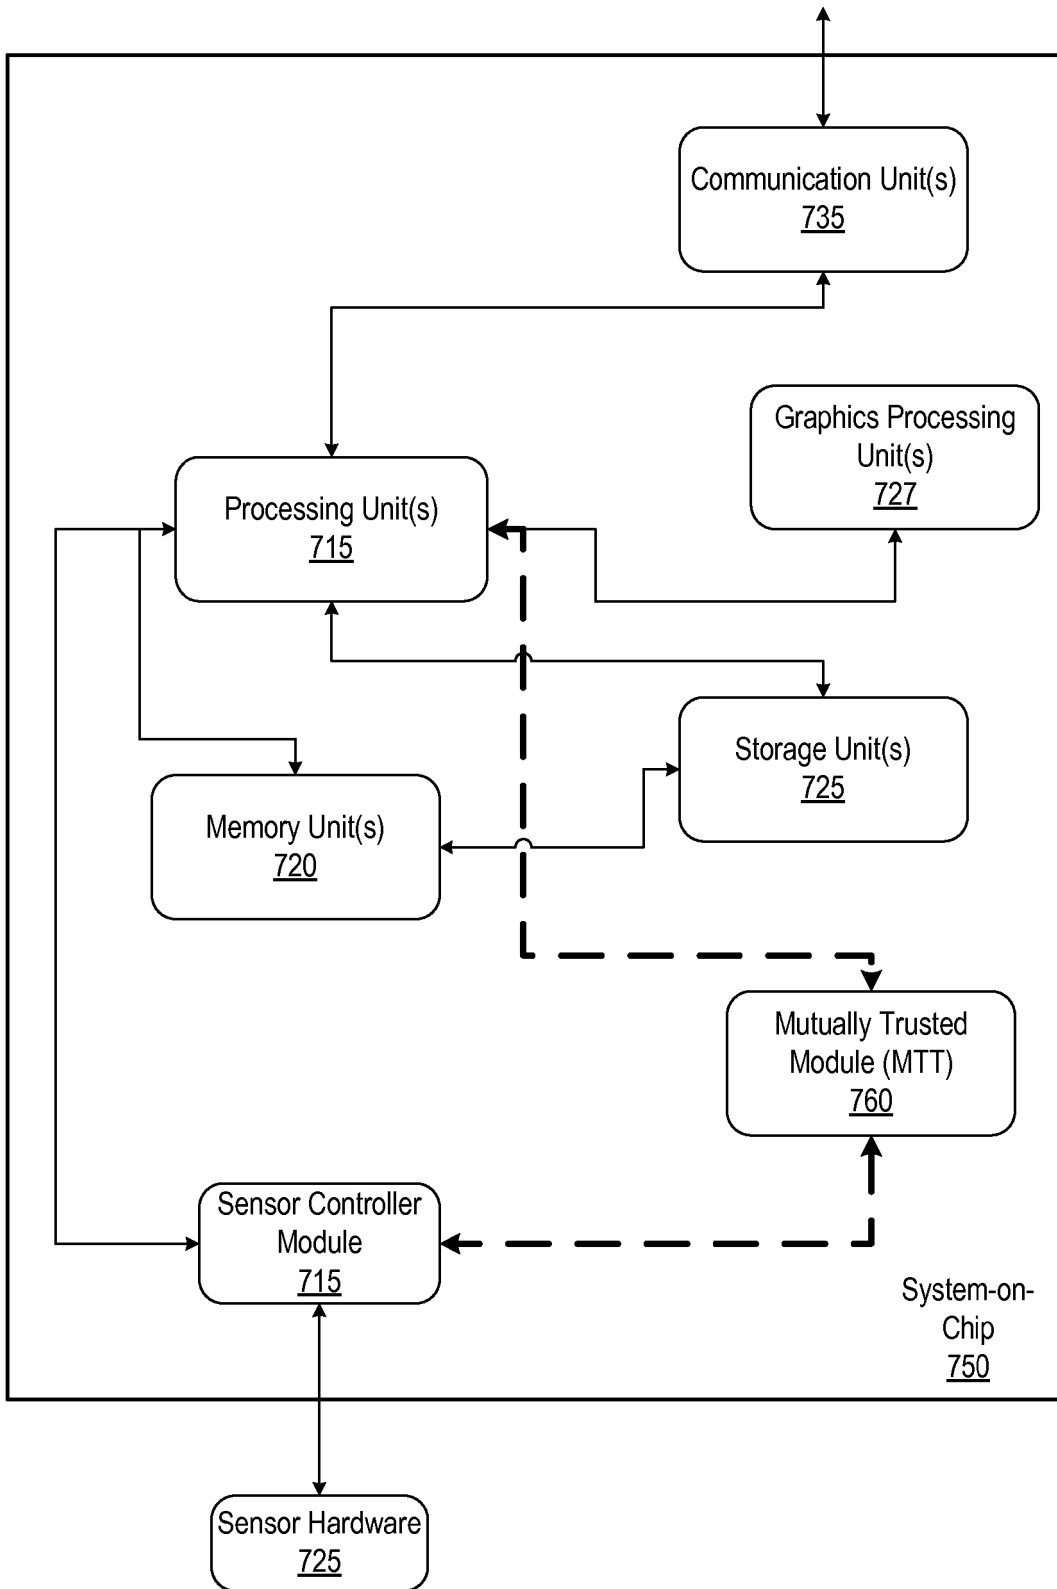 Communication Unit(s)
735
Graphics Processing
Unit(s)
727
Processing Unit(s)
715
Storage Unit(s)
725
Memory Unit(s)
720
Mutually Trusted
Module (MTT)
760
Sensor Controller
Module
715
System-on-
Chip
750
Sensor Hardware
725